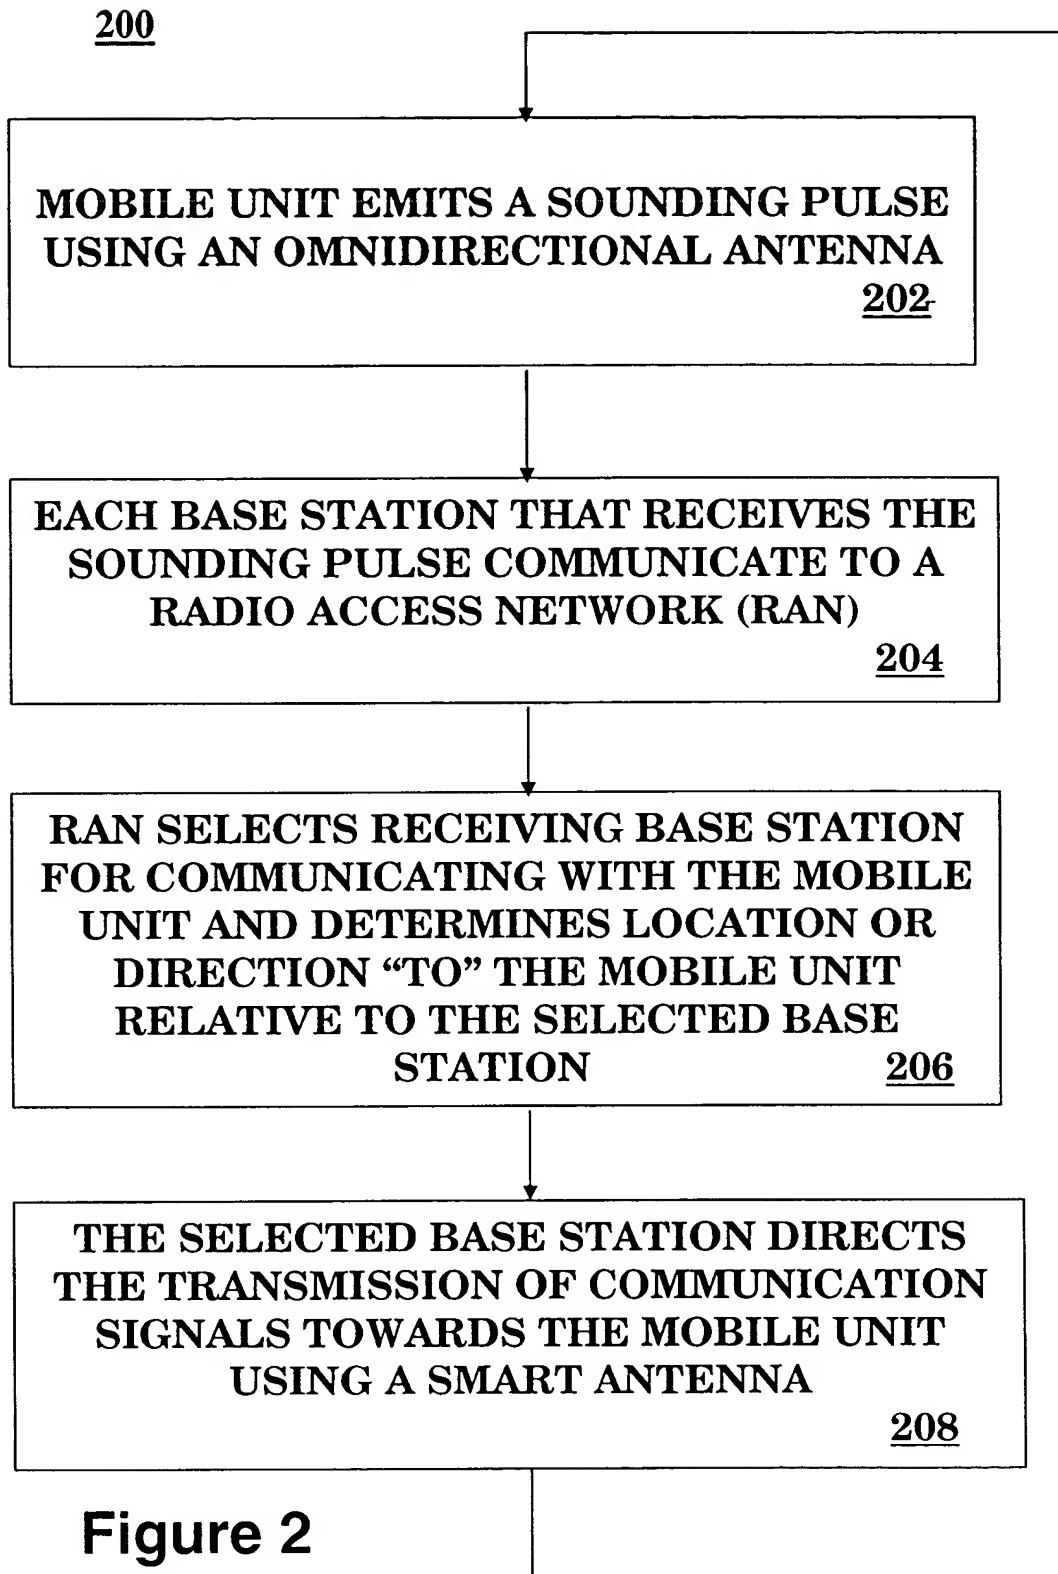 200
MOBILE UNIT EMITS A SOUNDING PULSE
USING AN OMNIDIRECTIONAL ANTENNA
202
EACH BASE STATION THAT RECEIVES THE
SOUNDING PULSE COMMUNICATE TO A
RADIO ACCESS NETWORK (RAN)
204
RAN SELECTS RECEIVING BASE STATION
FOR COMMUNICATING WITH THE MOBILE
UNIT AND DETERMINES LOCATION OR
DIRECTION “TO” THE MOBILE UNIT
RELATIVE TO THE SELECTED BASE
STATION 206
THE SELECTED BASE STATION DIRECTS
THE TRANSMISSION OF COMMUNICATION
SIGNALS TOWARDS THE MOBILE UNIT
USING A SMART ANTENNA
208
Figure 2